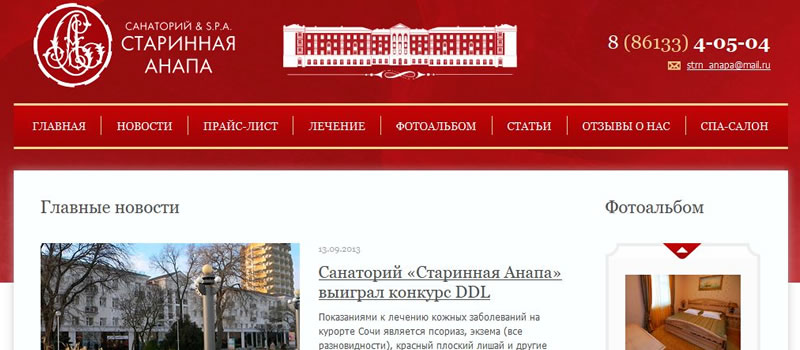 САНАТОРИЙ & S.P.A.
СТАРИННАЯ
АНАПА
8 (86133) 4-05-04
strn_anapa@mail.ru
ГЛАВНАЯ НОВОСТИ ПРАЙС-ЛИСТ ЛЕЧЕНИЕ ФОТОАЛЬБОМ СТАТЬИ ОТЗЫВЫ О НАС СПА-САЛОН
Главные новости
Фотоальбом
13.09.2013
Санаторий «Старинная Анапа»
выиграл конкурс DDL
Показаниями к лечению кожных заболеваний на
курорте Сочи является псориаз, экзема (все
разновидности), красный плоский лишай и другие